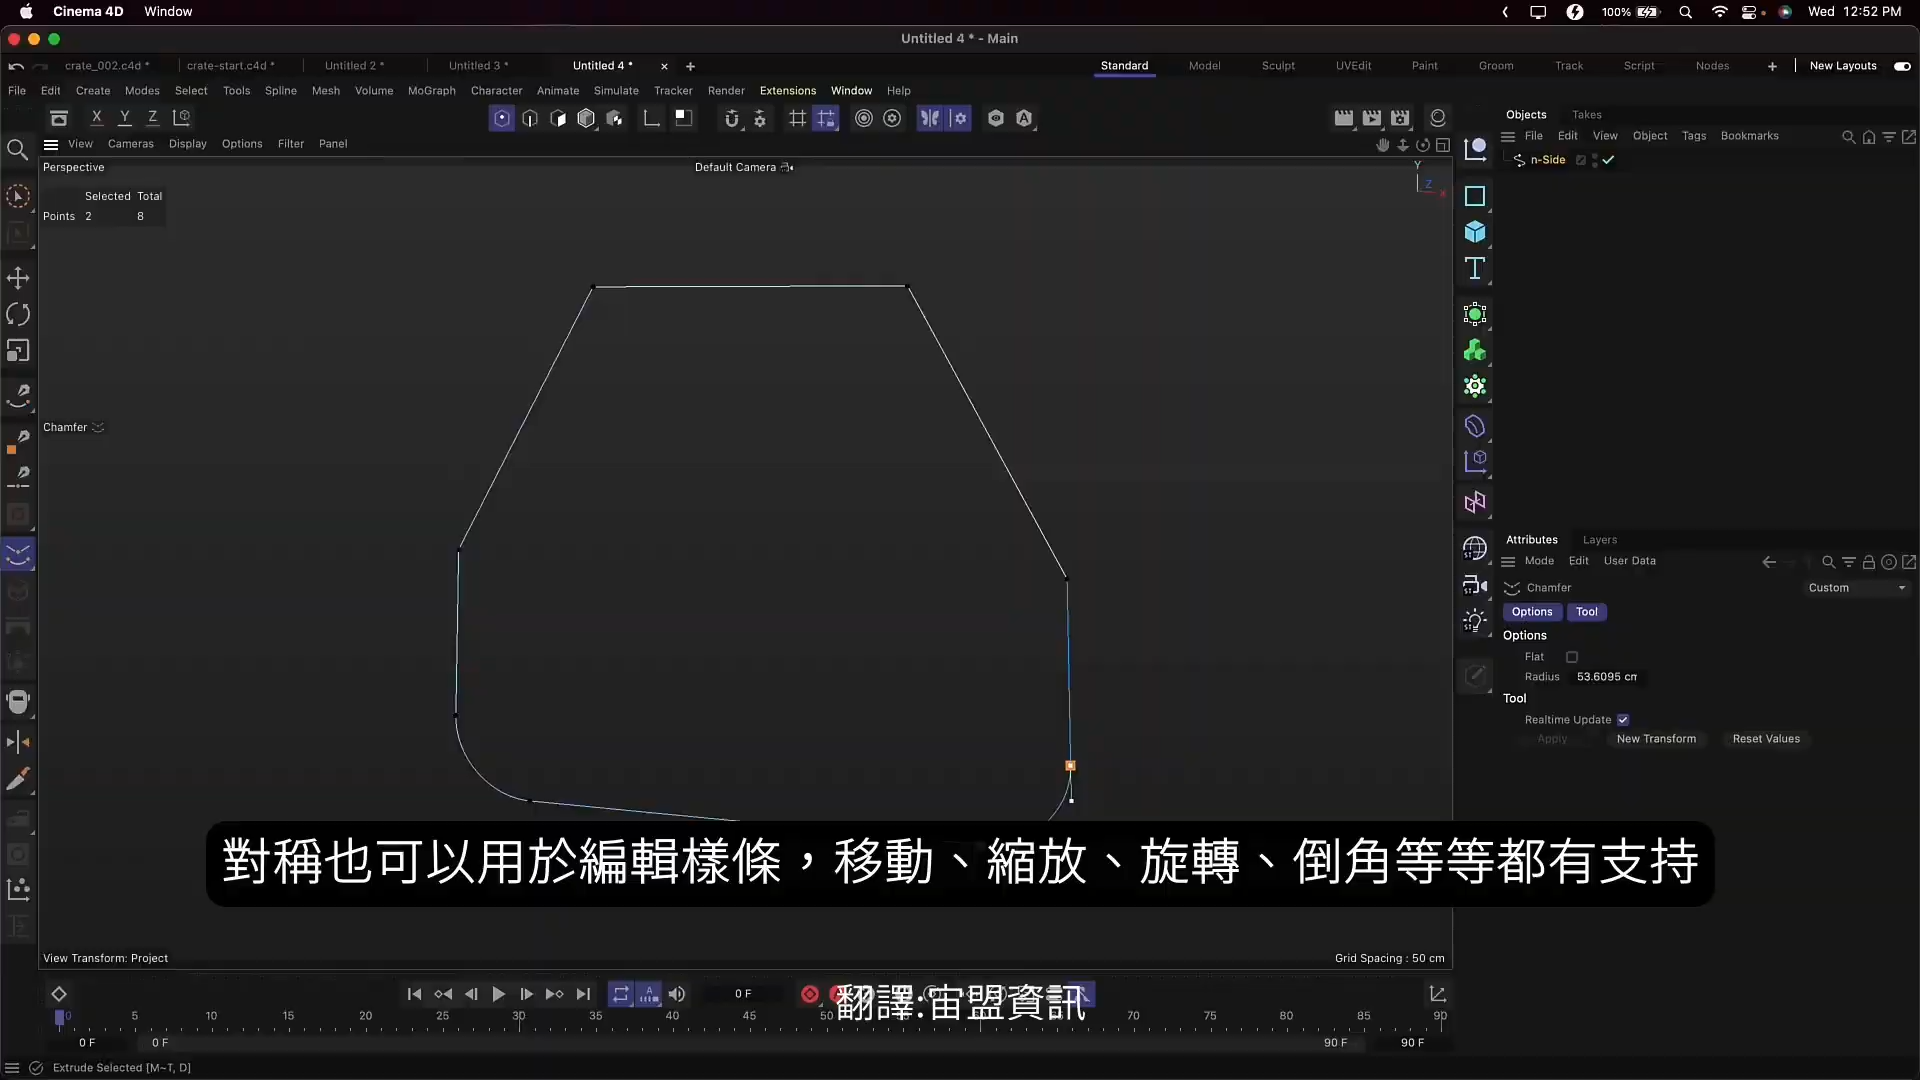 Cinema 4D Window
100% Wed 12:52 PM
Untitled 4 * - Main
crate_002.c4d * crate-start.c4d * Untitled 2 * Untitled 3 * Untitled 4 * × +
Standard Model Sculpt UVEdit Paint Groom Track Script Nodes + New Layouts
File Edit Create Modes Select Tools Spline Mesh Volume MoGraph Character Animate Simulate Tracker Render Extensions Window Help
X Y Z
Objects Takes
File Edit View Object Tags Bookmarks
n-Side
View Cameras Display Options Filter Panel
Perspective
Default Camera
Y
Z
Selected Total
Points 2 8
Chamfer
Attributes Layers
Mode Edit User Data
Chamfer
Custom
Options Tool
Options
Flat
Radius 53.6095 cm
Tool
Realtime Update
Apply New Transform Reset Values
對稱也可以用於編輯樣條，移動、縮放、旋轉、倒角等等都有支持
View Transform: Project
Grid Spacing : 50 cm
0 F
翻譯:宙盟資訊
0 5 10 15 20 25 30 35 40 45 50 70 75 80 85 90
0 F 0 F 90 F 90 F
Extrude Selected [M~T, D]